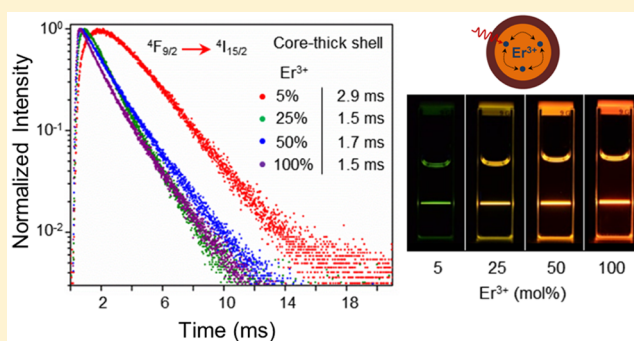 ⁴F₉/₂ → ⁴I₁₅/₂
Core-thick shell
Er³⁺
5% 2.9 ms
25% 1.5 ms
50% 1.7 ms
100% 1.5 ms
10⁰
10⁻¹
10⁻²
Normalized Intensity
2 6 10 14 18
Time (ms)
Er³⁺
5 25 50 100
Er³⁺ (mol%)